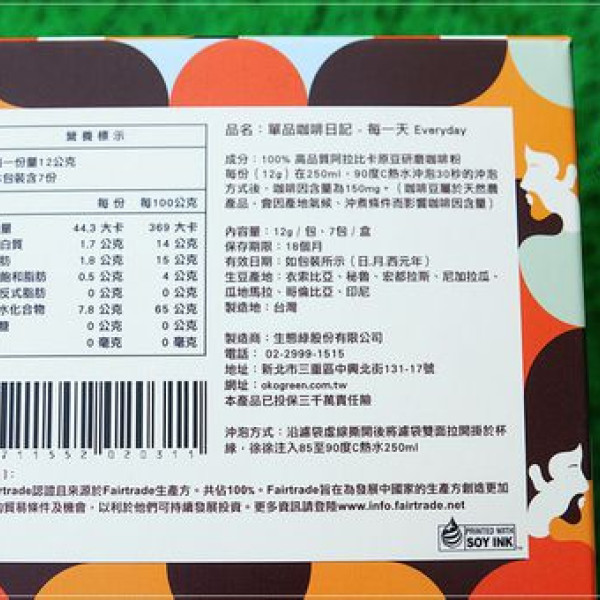 營養標示
一份量12公克
包裝含7份
每份 每100公克
量 44.3 大卡 369 大卡
白質 1.7 公克 14 公克
肪 1.8 公克 15 公克
飽和脂肪 0.5 公克 4 公克
反式脂肪 0 公克 0 公克
水化合物 7.8 公克 65 公克
糖 0 公克 0 公克
0 毫克 0 毫克
711552 020311
品名：單品咖啡日記．每一天 Everyday
成分：100% 高品質阿拉比卡原豆研磨咖啡粉
每份（12g）在250ml，90度C熱水沖泡30秒的沖泡
方式後，咖啡因含量為150mg。（咖啡豆屬於天然農
產品，會因產地氣候、沖煮條件而影響咖啡因含量）
內容量：12g / 包、7包 / 盒
保存期限：18個月
有效日期：如包裝所示（日.月.西元年）
生豆產地：衣索比亞、秘魯、宏都拉斯、尼加拉瓜、
瓜地馬拉、哥倫比亞、印尼
製造地：台灣
製造商：生態綠股份有限公司
電話： 02-2999-1515
地址：新北市三重區中興北街131-17號
網址：okogreen.com.tw
本產品已投保三千萬責任險
沖泡方式：沿濾袋虛線撕開後將濾袋雙面拉開掛於杯
緣，徐徐注入85至90度C熱水250ml
):
rtrade認證且來源於Fairtrade生產方。共佔100%。Fairtrade旨在為發展中國家的生產方創造更加
的貿易條件及機會，以利於他們可持續發展投資。更多資訊請登陸www.info.fairtrade.net
PRINTED WITH
SOY INK